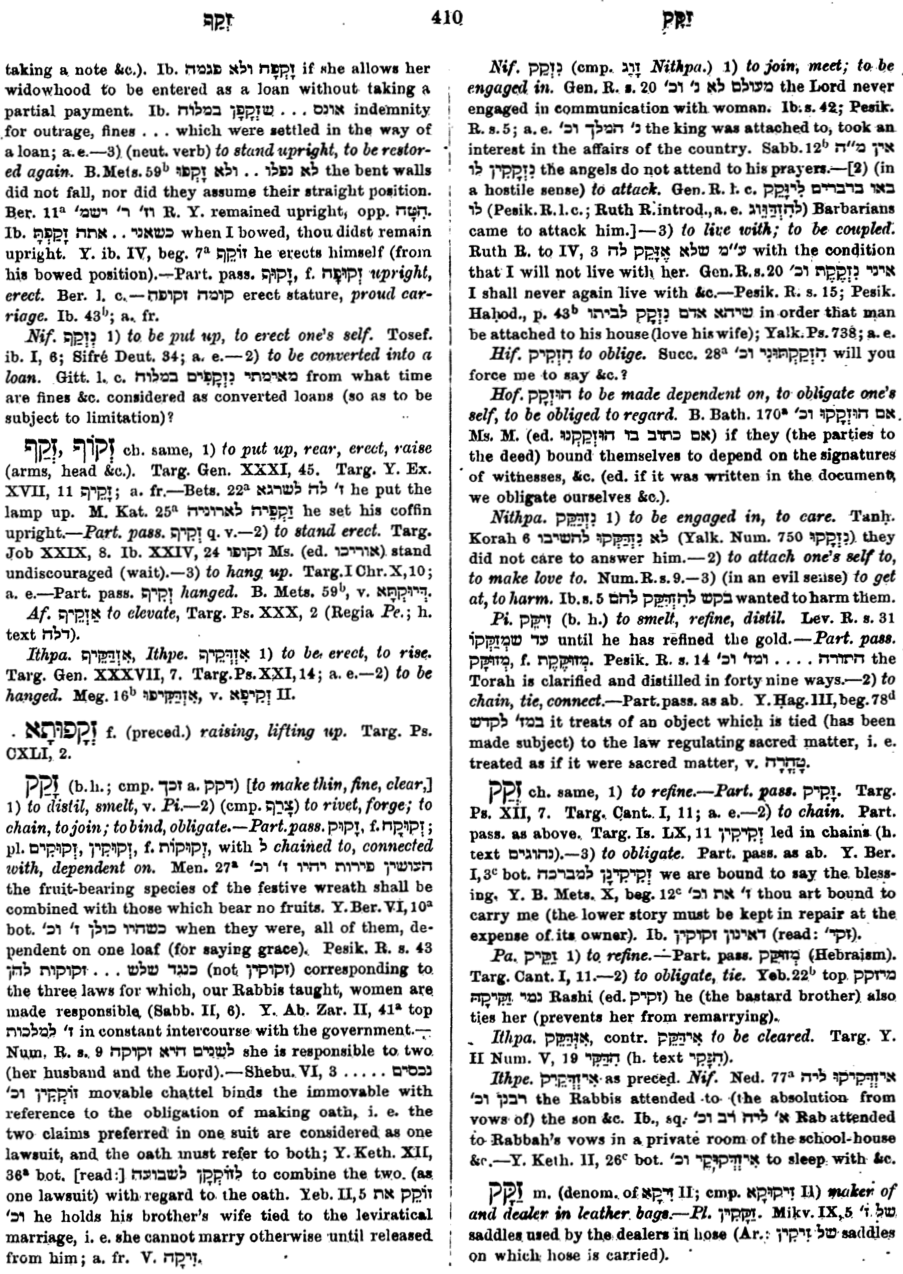 זָקַף
410
זָקַק
taking a note &c.). Ib. זָקְפָה ולא פגמה if she allows her
widowhood to be entered as a loan without taking a
partial payment. Ib. אונס . . . שֶׁזְּקָפָן במלוה indemnity
for outrage, fines . . . which were settled in the way of
a loan; a. e.—3) (neut. verb) to stand upright, to be restor-
ed again. B. Mets. 59ᵇ לא נפלו . . ולא זָקְפוּ the bent walls
did not fall, nor did they assume their straight position.
Ber. 11ᵃ וז' ר' ישמ' R. Y. remained upright, opp. הִטָּה.
Ib. כשאני . . אתה זָקַפְתָּ when I bowed, thou didst remain
upright. Y. ib. IV, beg. 7ᵃ זוֹקֵף he erects himself (from
his bowed position).—Part. pass. זָקוּף, f. זְקוּפָה upright,
erect. Ber. l. c.—קומה זקופה erect stature, proud car-
riage. Ib. 43ᵇ; a. fr.
Nif. נִזְקַף 1) to be put up, to erect one's self. Tosef.
ib. I, 6; Sifré Deut. 34; a. e.—2) to be converted into a
loan. Gitt. l. c. מאימתי נִזְקָפִים במלוה from what time
are fines &c. considered as converted loans (so as to be
subject to limitation)?
זְקַף, זְקוֹף ch. same, 1) to put up, rear, erect, raise
(arms, head &c.). Targ. Gen. XXXI, 45. Targ. Y. Ex.
XVII, 11 זָקֵיף; a. fr.—Bets. 22ᵃ ז' לה לשרגא he put the
lamp up. M. Kat. 25ᵃ זַקְפֵיה לארוניה he set his coffin
upright.—Part. pass. זְקִיף q. v.—2) to stand erect. Targ.
Job XXIX, 8. Ib. XXIV, 24 זקופו Ms. (ed. אוריכו) stand
undiscouraged (wait).—3) to hang up. Targ. I Chr. X, 10;
a. e.—Part. pass. זְקִיף hanged. B. Mets. 59ᵇ, v. דְּיוּתְקָא.
Af. אַזְקֵיף to elevate, Targ. Ps. XXX, 2 (Regia Pe.; h.
text דלה).
Ithpa. אִזְדַּקַּיף, Ithpe. אִזְדְּקֵיף 1) to be erect, to rise.
Targ. Gen. XXXVII, 7. Targ. Ps. XXI, 14; a. e.—2) to be
hanged. Meg. 16ᵇ אִזְדְּקִיפוּ, v. זְקִיפָא II.
זְקִפוּתָא f. (preced.) raising, lifting up. Targ. Ps.
CXLI, 2.
זָקַק (b. h.; cmp. זכך a. דקק) [to make thin, fine, clear,]
1) to distil, smelt, v. Pi.—2) (cmp. צָרַף) to rivet, forge; to
chain, to join; to bind, obligate.—Part. pass. זָקוּק, f. זְקוּקָה;
pl. זְקוּקִים, זְקוּקִין, f. זְקוּקוֹת, with ל chained to, connected
with, dependent on. Men. 27ᵃ העושין פירות יהיו ז' וכ'
the fruit-bearing species of the festive wreath shall be
combined with those which bear no fruits. Y. Ber. VI, 10ᵃ
bot. כשהיו כולן ז' וכ' when they were, all of them, de-
pendent on one loaf (for saying grace). Pesik. R. s. 43
כנגד שלש . . . זקוקות להן (not זקוקין) corresponding to
the three laws for which, our Rabbis taught, women are
made responsible (Sabb. II, 6). Y. Ab. Zar. II, 41ᵃ top
ז' למלכות in constant intercourse with the government.—
Num. R. s. 9 לשנים היא זקוקה she is responsible to two
(her husband and the Lord).—Shebu. VI, 3 נכסים . . . . .
זוֹקְקִין וכ' movable chattel binds the immovable with
reference to the obligation of making oath, i. e. the
two claims preferred in one suit are considered as one
lawsuit, and the oath must refer to both; Y. Keth. XII,
36ᵃ bot. [read:] לְזוֹקְקָן לשבועה to combine the two (as
one lawsuit) with regard to the oath. Yeb. II, 5 זוקק את
וכ' he holds his brother's wife tied to the leviratical
marriage, i. e. she cannot marry otherwise until released
from him; a. fr. V. זִיקָה.
Nif. נִזְקַק (cmp. זָוַג Nithpa.) 1) to join, meet; to be
engaged in. Gen. R. s. 20 מעולם לא נ' וכ' the Lord never
engaged in communication with woman. Ib. s. 42; Pesik.
R. s. 5; a. e. נ' המלך וכ' the king was attached to, took an
interest in the affairs of the country. Sabb. 12ᵇ אין מ"ה
נִזְקָקִין לו the angels do not attend to his prayers.—[2) (in
a hostile sense) to attack. Gen. R. l. c. באו ברבריים לִיזָּקֵק
לו (Pesik. R. l. c.; Ruth R. introd., a. e. לְהִזְדַּוֵּוג) Barbarians
came to attack him.]—3) to live with; to be coupled.
Ruth B. to IV, 3 ע"מ שלא אֶזָּקֵק לה with the condition
that I will not live with her. Gen. R. s. 20 איני נִזְקֶקֶת וכ'
I shall never again live with &c.—Pesik. R. s. 15; Pesik.
Haḥod., p. 43ᵇ שיהא אדם נִזְקָק לביתו in order that man
be attached to his house (love his wife); Yalk. Ps. 738; a. e.
Hif. הִזְקִיק to oblige. Succ. 28ᵃ הִזְקַקְתּוּנִי וכ' will you
force me to say &c.?
Hof. הוּזְקַק to be made dependent on, to obligate one's
self, to be obliged to regard. B. Bath. 170ᵃ אם הוּזְקְקוּ וכ'
Ms. M. (ed. אם כתוב בו הוּזְקַקְנוּ) if they (the parties to
the deed) bound themselves to depend on the signatures
of witnesses, &c. (ed. if it was written in the document,
we obligate ourselves &c.).
Nithpa. נִזְדַּקֵּק 1) to be engaged in, to care. Tanḥ.
Korah 6 לא נִזְדַּקְּקוּ להשיבו (Yalk. Num. 750 נִזְקְקוּ) they
did not care to answer him.—2) to attach one's self to,
to make love to. Num. R. s. 9.—3) (in an evil sense) to get
at, to harm. Ib. s. 5 בקש לְהִזְדַּקֵּק להם wanted to harm them.
Pi. זִיקֵּק (b. h.) to smelt, refine, distil. Lev. R. s. 31
עד שמְזַקְּקוֹ until he has refined the gold.—Part. pass.
מְזוּקָּק, f. מְזוּקֶּקֶת. Pesik. R. s. 14 התורה . . . . ומז' וכ' the
Torah is clarified and distilled in forty nine ways.—2) to
chain, tie, connect.—Part. pass. as ab. Y. Ḥag. III, beg. 78ᵈ
במז' לקדש it treats of an object which is tied (has been
made subject) to the law regulating sacred matter, i. e.
treated as if it were sacred matter, v. טָהֳרָה.
זְקַק ch. same, 1) to refine.—Part. pass. זָקִיק. Targ.
Ps. XII, 7. Targ. Cant. I, 11; a. e.—2) to chain. Part.
pass. as above. Targ. Is. LX, 11 זְקִיקִין led in chains (h.
text נהוגים).—3) to obligate. Part. pass. as ab. Y. Ber.
I, 3ᶜ bot. זְקִיקִינָן למברכה we are bound to say the bless-
ing. Y. B. Mets. X, beg. 12ᶜ ז' את וכ' thou art bound to
carry me (the lower story must be kept in repair at the
expense of its owner). Ib. דאינון זקוקין (read: זקי').
Pa. זַקֵּיק 1) to refine.—Part. pass. מְזוּקָּק (Hebraism).
Targ. Cant. I, 11.—2) to obligate, tie. Yeb. 22ᵇ top מיזקק
נמי זַקֵּיקָהּ Rashi (ed. זקיק) he (the bastard brother) also
ties her (prevents her from remarrying).
Ithpa. אִזְדַּקַּק, contr. אִידַּקַּק to be cleared. Targ. Y.
II Num. V, 19 הִדַּקִּי (h. text הִנָּקִי).
Ithpe. אִיזְדְּקִיק as preced. Nif. Ned. 77ᵃ אִיזְדְּקִיקוּ ליה
רבנן וכ' the Rabbis attended to (the absolution from
vows of) the son &c. Ib., sq. א' ליה רב וכ' Rab attended
to Rabbah's vows in a private room of the school-house
&c.—Y. Keth. II, 26ᶜ bot. אִיזְדְּקוּקֵי וכ' to sleep with &c.
זַקָּק m. (denom. of זִיקָא II; cmp. זִיקוּקָא II) maker of
and dealer in leather bags.—Pl. זַקָּקִין. Mikv. IX, 5 של ז'
saddles used by the dealers in hose (Ar.: של זיקין saddles
on which hose is carried).